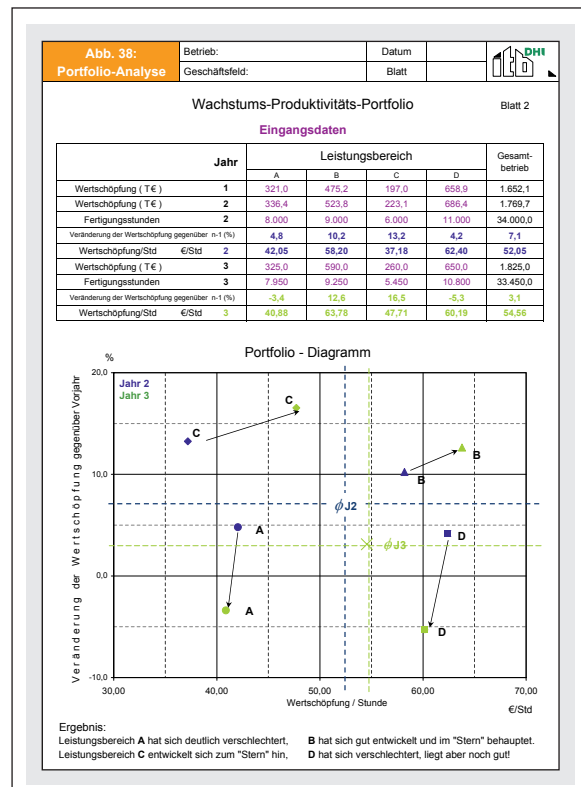 Abb. 38:
Portfolio-Analyse
Betrieb:
Datum
Geschäftsfeld:
Blatt
DHI
itb
Wachstums-Produktivitäts-Portfolio
Blatt 2
Eingangsdaten
Jahr
Leistungsbereich
Gesamt-
betrieb
A B C D
Wertschöpfung ( T€ ) 1 321,0 475,2 197,0 658,9 1.652,1
Wertschöpfung ( T€ ) 2 336,4 523,8 223,1 686,4 1.769,7
Fertigungsstunden 2 8.000 9.000 6.000 11.000 34.000,0
Veränderung der Wertschöpfung gegenüber n-1 (%) 4,8 10,2 13,2 4,2 7,1
Wertschöpfung/Std €/Std 2 42,05 58,20 37,18 62,40 52,05
Wertschöpfung ( T€ ) 3 325,0 590,0 260,0 650,0 1.825,0
Fertigungsstunden 3 7.950 9.250 5.450 10.800 33.450,0
Veränderung der Wertschöpfung gegenüber n-1 (%) -3,4 12,6 16,5 -5,3 3,1
Wertschöpfung/Std €/Std 3 40,88 63,78 47,71 60,19 54,56
Portfolio - Diagramm
%
Veränderung der Wertschöpfung gegenüber Vorjahr
20,0
10,0
0,0
-10,0
Jahr 2
Jahr 3
C
C
B
B
ϕ J2
A
D
ϕ J3
A
D
30,00 40,00 50,00 60,00 70,00
Wertschöpfung / Stunde
€/Std
Ergebnis:
Leistungsbereich A hat sich deutlich verschlechtert, B hat sich gut entwickelt und im "Stern" behauptet.
Leistungsbereich C entwickelt sich zum "Stern" hin, D hat sich verschlechtert, liegt aber noch gut!